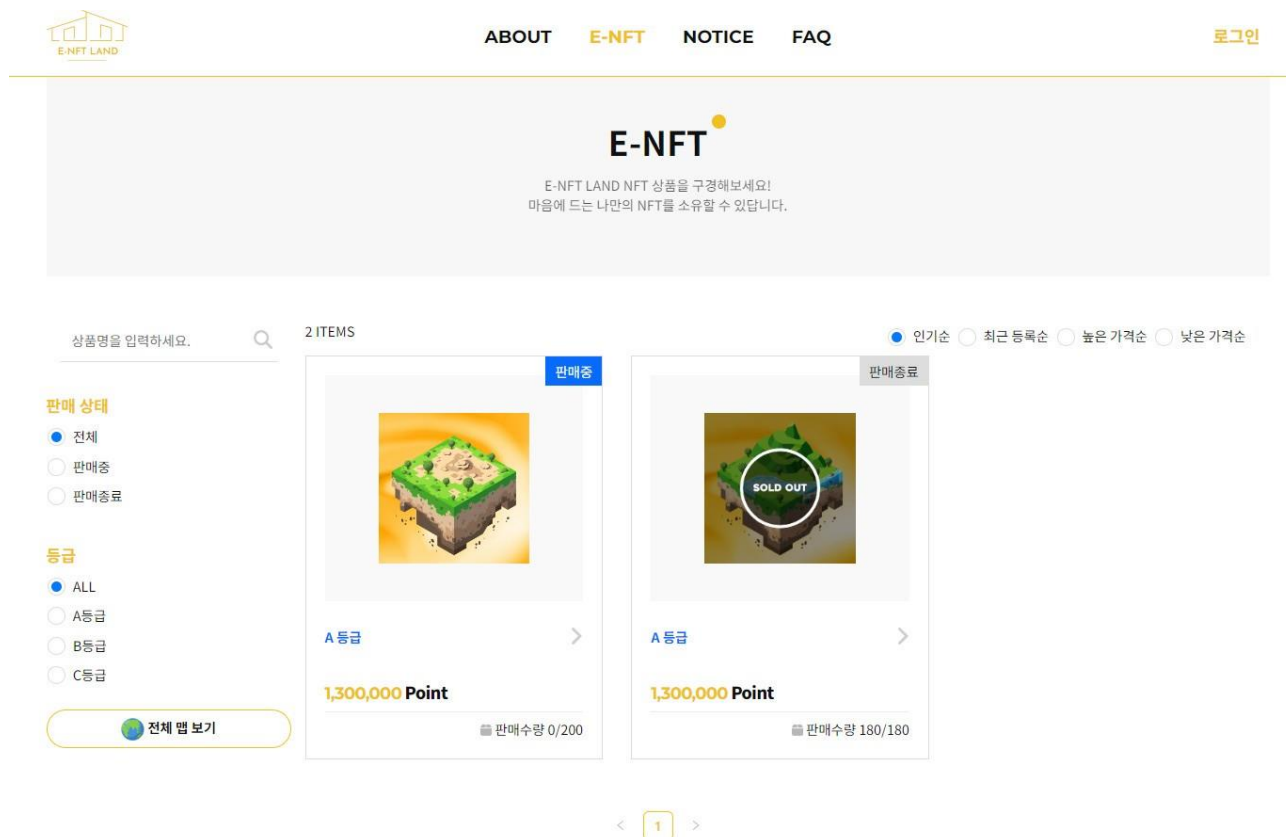 E-NFT LAND
ABOUT E-NFT NOTICE FAQ
로그인
E-NFT
E-NFT LAND NFT 상품을 구경해보세요!
마음에 드는 나만의 NFT를 소유할 수 있답니다.
상품명을 입력하세요.
판매 상태
전체
판매중
판매종료
등급
ALL
A등급
B등급
C등급
전체 맵 보기
2 ITEMS
인기순 최근 등록순 높은 가격순 낮은 가격순
판매중
A 등급
1,300,000 Point
판매수량 0/200
판매종료
SOLD OUT
A 등급
1,300,000 Point
판매수량 180/180
< 1 >